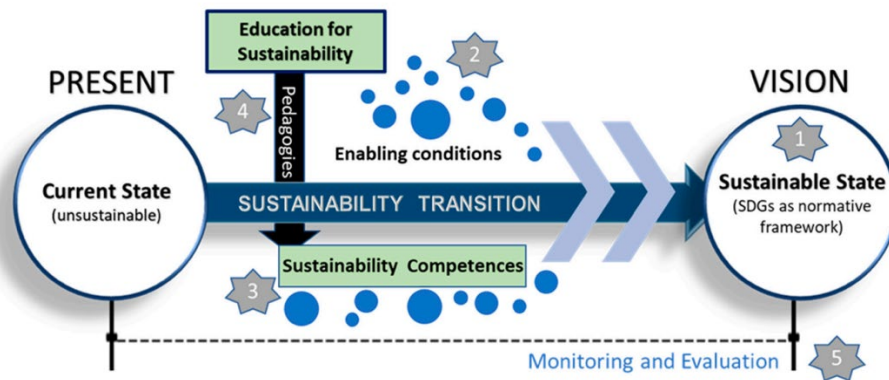 Education for
Sustainability
2
PRESENT
VISION
4
Pedagogies
1
Enabling conditions
Current State
(unsustainable)
SUSTAINABILITY TRANSITION
Sustainable State
(SDGs as normative
framework)
Sustainability Competences
3
Monitoring and Evaluation
5